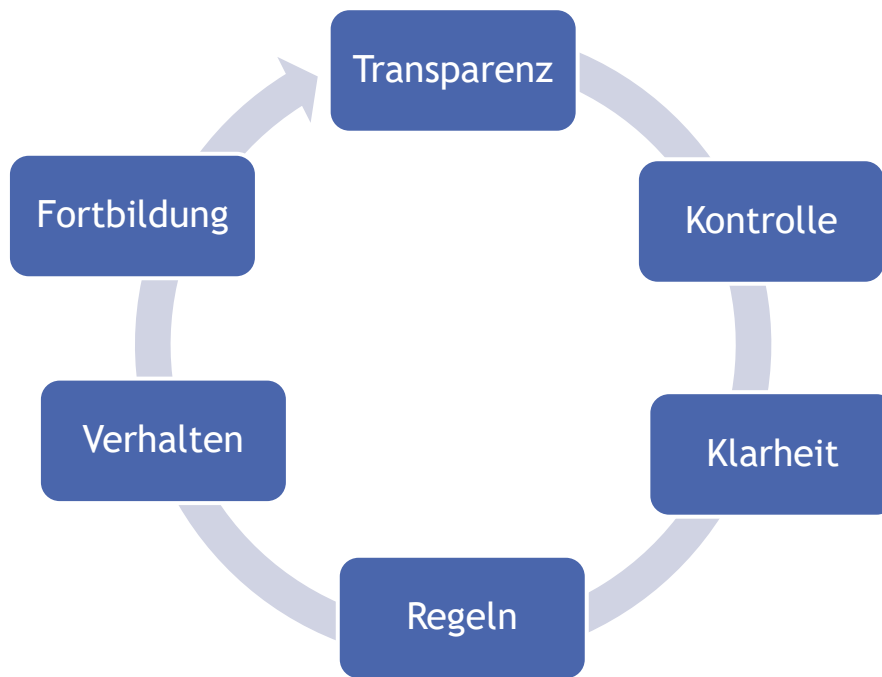 Transparenz
Kontrolle
Klarheit
Regeln
Verhalten
Fortbildung